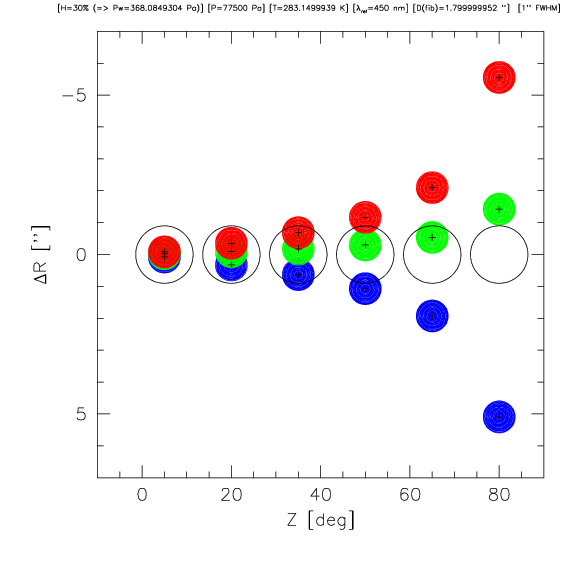 [H=30% (=> Pw=368.0849304 Pa)] [P=77500 Pa] [T=283.1499939 K] [λref=450 nm] [D(fib)=1.799999952 "] [1" FWHM]
−5
0
5
ΔR ["]
0 20 40 60 80
Z [deg]